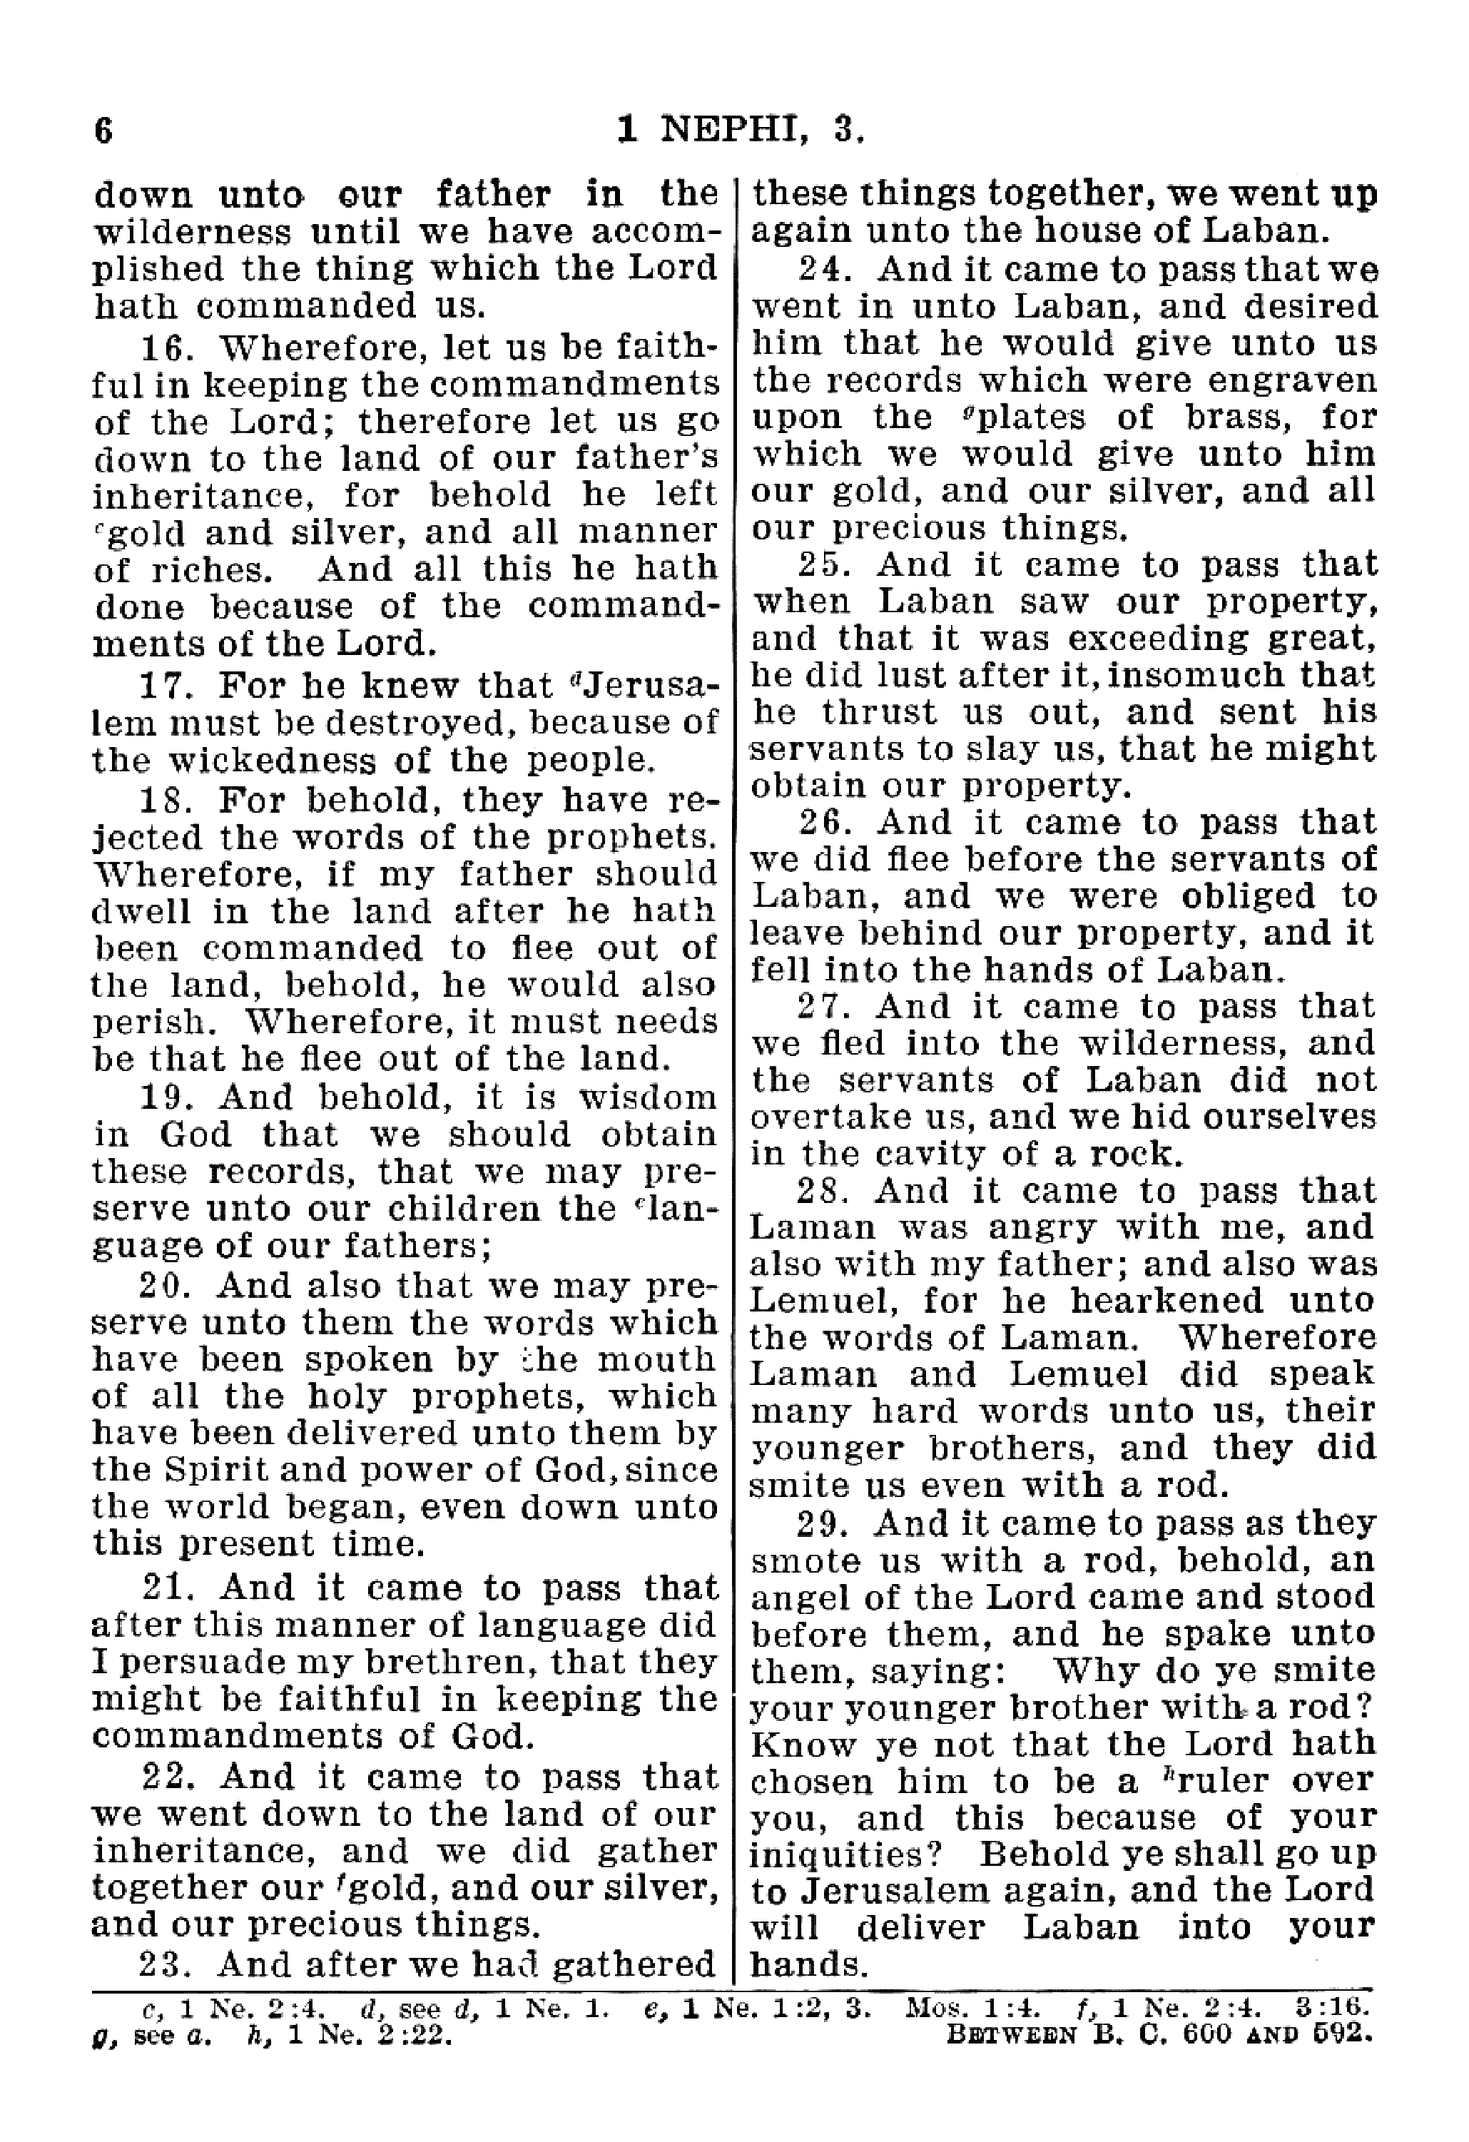 6
1 NEPHI, 3.
down unto our father in the
wilderness until we have accom-
plished the thing which the Lord
hath commanded us.
16. Wherefore, let us be faith-
ful in keeping the commandments
of the Lord; therefore let us go
down to the land of our father's
inheritance, for behold he left
cgold and silver, and all manner
of riches. And all this he hath
done because of the command-
ments of the Lord.
17. For he knew that dJerusa-
lem must be destroyed, because of
the wickedness of the people.
18. For behold, they have re-
jected the words of the prophets.
Wherefore, if my father should
dwell in the land after he hath
been commanded to flee out of
the land, behold, he would also
perish. Wherefore, it must needs
be that he flee out of the land.
19. And behold, it is wisdom
in God that we should obtain
these records, that we may pre-
serve unto our children the elan-
guage of our fathers;
20. And also that we may pre-
serve unto them the words which
have been spoken by the mouth
of all the holy prophets, which
have been delivered unto them by
the Spirit and power of God, since
the world began, even down unto
this present time.
21. And it came to pass that
after this manner of language did
I persuade my brethren, that they
might be faithful in keeping the
commandments of God.
22. And it came to pass that
we went down to the land of our
inheritance, and we did gather
together our fgold, and our silver,
and our precious things.
23. And after we had gathered
these things together, we went up
again unto the house of Laban.
24. And it came to pass that we
went in unto Laban, and desired
him that he would give unto us
the records which were engraven
upon the gplates of brass, for
which we would give unto him
our gold, and our silver, and all
our precious things.
25. And it came to pass that
when Laban saw our property,
and that it was exceeding great,
he did lust after it, insomuch that
he thrust us out, and sent his
servants to slay us, that he might
obtain our property.
26. And it came to pass that
we did flee before the servants of
Laban, and we were obliged to
leave behind our property, and it
fell into the hands of Laban.
27. And it came to pass that
we fled into the wilderness, and
the servants of Laban did not
overtake us, and we hid ourselves
in the cavity of a rock.
28. And it came to pass that
Laman was angry with me, and
also with my father; and also was
Lemuel, for he hearkened unto
the words of Laman. Wherefore
Laman and Lemuel did speak
many hard words unto us, their
younger brothers, and they did
smite us even with a rod.
29. And it came to pass as they
smote us with a rod, behold, an
angel of the Lord came and stood
before them, and he spake unto
them, saying: Why do ye smite
your younger brother with a rod?
Know ye not that the Lord hath
chosen him to be a hruler over
you, and this because of your
iniquities? Behold ye shall go up
to Jerusalem again, and the Lord
will deliver Laban into your
hands.
c, 1 Ne. 2:4. d, see d, 1 Ne. 1. e, 1 Ne. 1:2, 3. Mos. 1:4. f, 1 Ne. 2:4. 3:16.
g, see a. h, 1 Ne. 2:22. BETWEEN B. C. 600 AND 592.